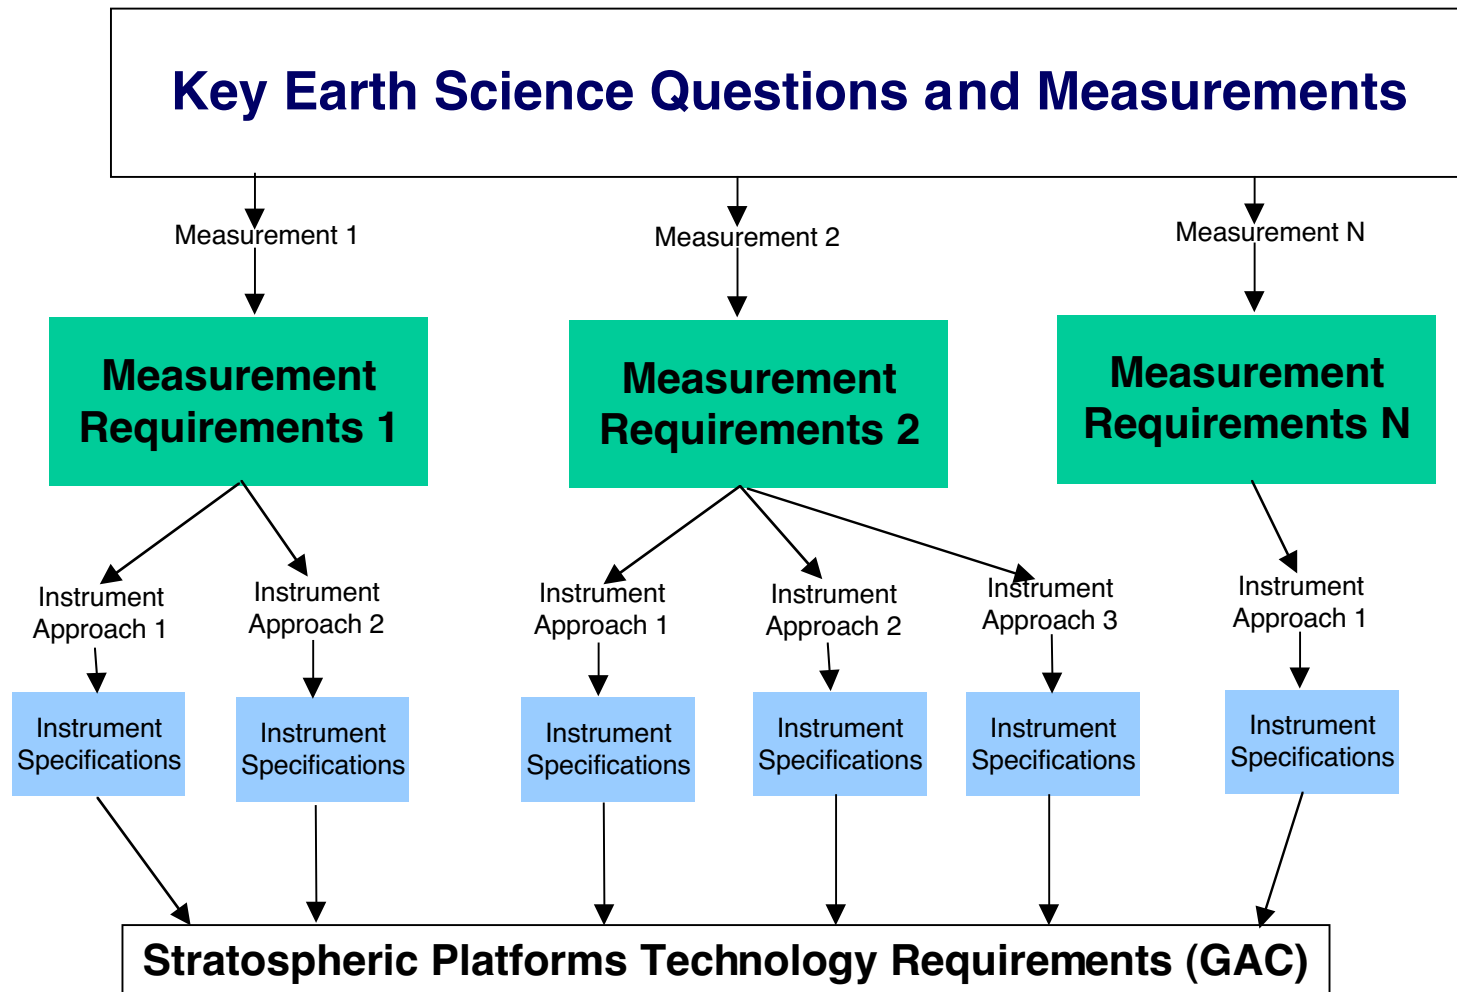 Key Earth Science Questions and Measurements
Measurement 1
Measurement 2
Measurement N
Measurement
Requirements 1
Measurement
Requirements 2
Measurement
Requirements N
Instrument
Approach 1
Instrument
Approach 2
Instrument
Approach 1
Instrument
Approach 2
Instrument
Approach 3
Instrument
Approach 1
Instrument
Specifications
Instrument
Specifications
Instrument
Specifications
Instrument
Specifications
Instrument
Specifications
Instrument
Specifications
Stratospheric Platforms Technology Requirements (GAC)